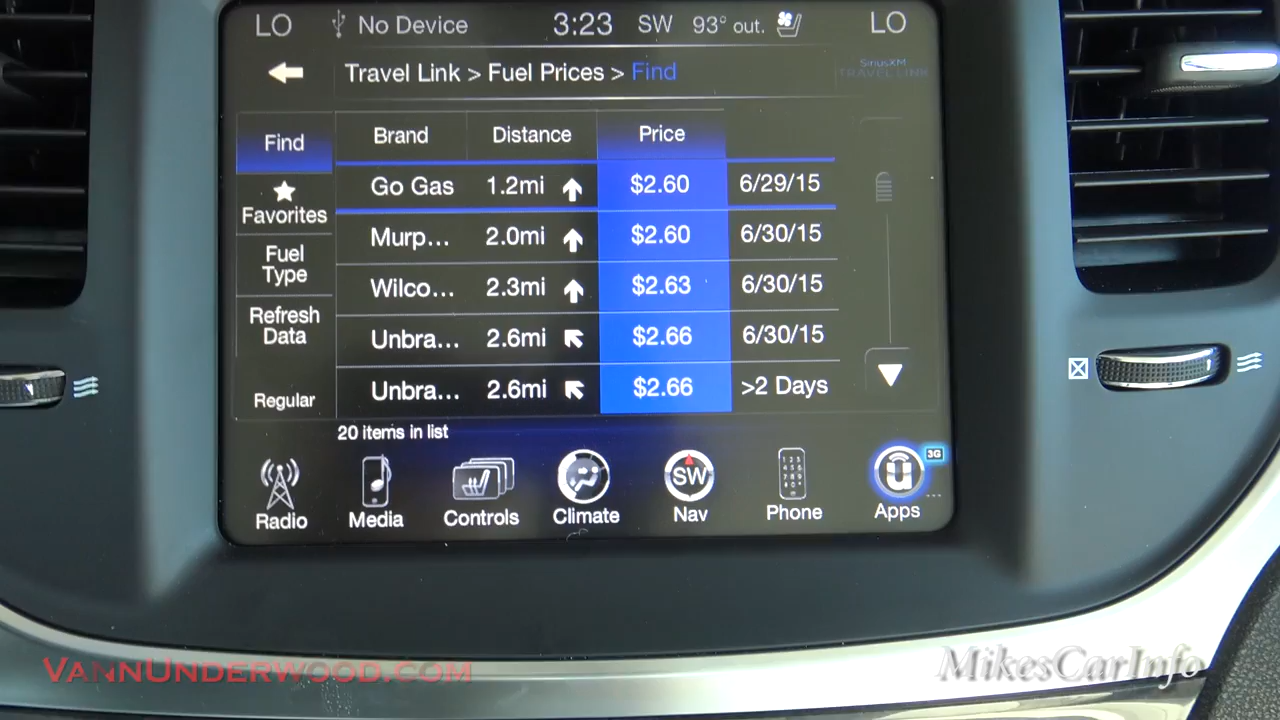 LO No Device 3:23 SW 93° out. LO
Travel Link > Fuel Prices > Find
SiriusXM
TRAVEL LINK
Find Brand Distance Price
Go Gas 1.2mi $2.60 6/29/15
Favorites Murp... 2.0mi $2.60 6/30/15
Fuel
Type Wilco... 2.3mi $2.63 6/30/15
Refresh
Data Unbra... 2.6mi $2.66 6/30/15
Regular Unbra... 2.6mi $2.66 >2 Days
20 items in list
3G
SW
Radio Media Controls Climate Nav Phone Apps
VannUnderwood.com
MikesCarInfo